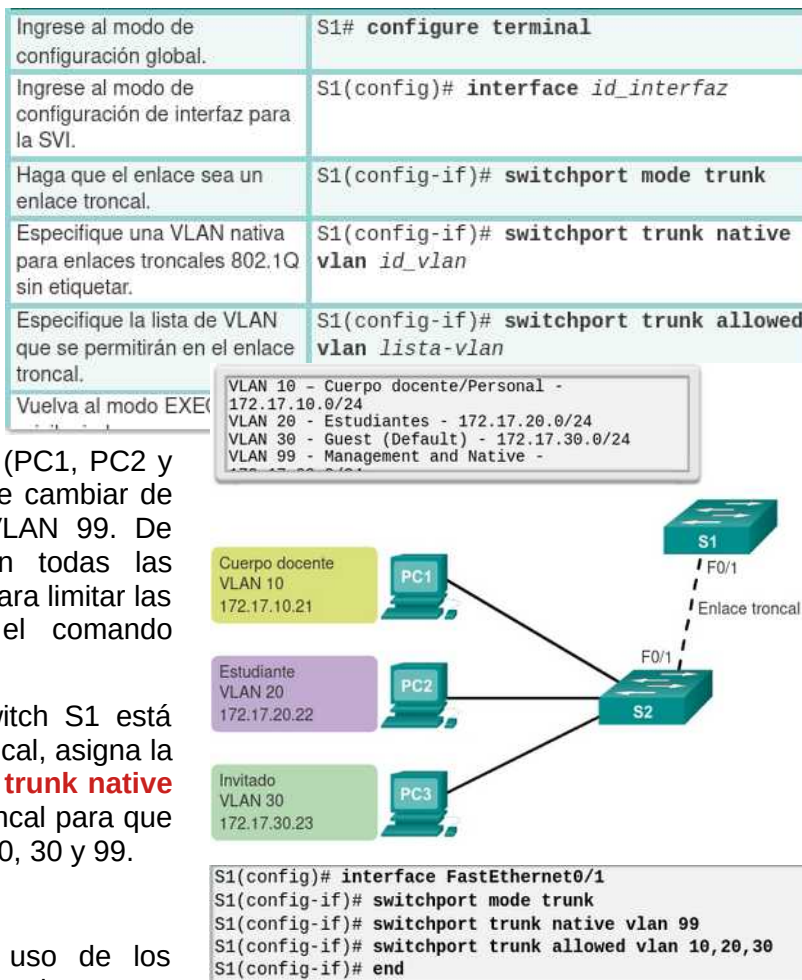 Ingrese al modo de
configuración global.
S1# configure terminal
Ingrese al modo de
configuración de interfaz para
la SVI.
S1(config)# interface id_interfaz
Haga que el enlace sea un
enlace troncal.
S1(config-if)# switchport mode trunk
Especifique una VLAN nativa
para enlaces troncales 802.1Q
sin etiquetar.
S1(config-if)# switchport trunk native
vlan id_vlan
Especifique la lista de VLAN
que se permitirán en el enlace
troncal.
S1(config-if)# switchport trunk allowed
vlan lista-vlan
Vuelva al modo
VLAN 10 – Cuerpo docente/Personal -
172.17.10.0/24
VLAN 20 - Estudiantes - 172.17.20.0/24
VLAN 30 - Guest (Default) - 172.17.30.0/24
VLAN 99 - Management and Native -
(PC1, PC2 y
e cambiar de
VLAN 99. De
n todas las
para limitar las
el comando
witch S1 está
cal, asigna la
trunk native
ncal para que
0, 30 y 99.
uso de los
Cuerpo docente
VLAN 10
172.17.10.21
PC1
Estudiante
VLAN 20
172.17.20.22
PC2
Invitado
VLAN 30
172.17.30.23
PC3
S1
F0/1
Enlace troncal
F0/1
S2
S1(config)# interface FastEthernet0/1
S1(config-if)# switchport mode trunk
S1(config-if)# switchport trunk native vlan 99
S1(config-if)# switchport trunk allowed vlan 10,20,30
S1(config-if)# end